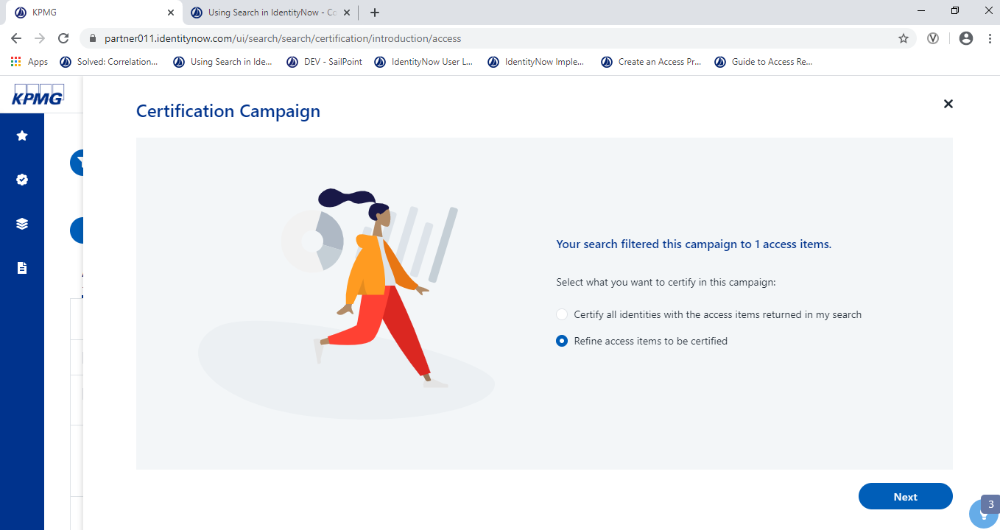 KPMG
Using Search in IdentityNow - Co
partner011.identitynow.com/ui/search/search/certification/introduction/access
Apps
Solved: Correlation...
Using Search in Ide...
DEV - SailPoint
IdentityNow User L...
IdentityNow Imple...
Create an Access Pr...
Guide to Access Re...
KPMG
Certification Campaign
Your search filtered this campaign to 1 access items.
Select what you want to certify in this campaign:
Certify all identities with the access items returned in my search
Refine access items to be certified
Next
3